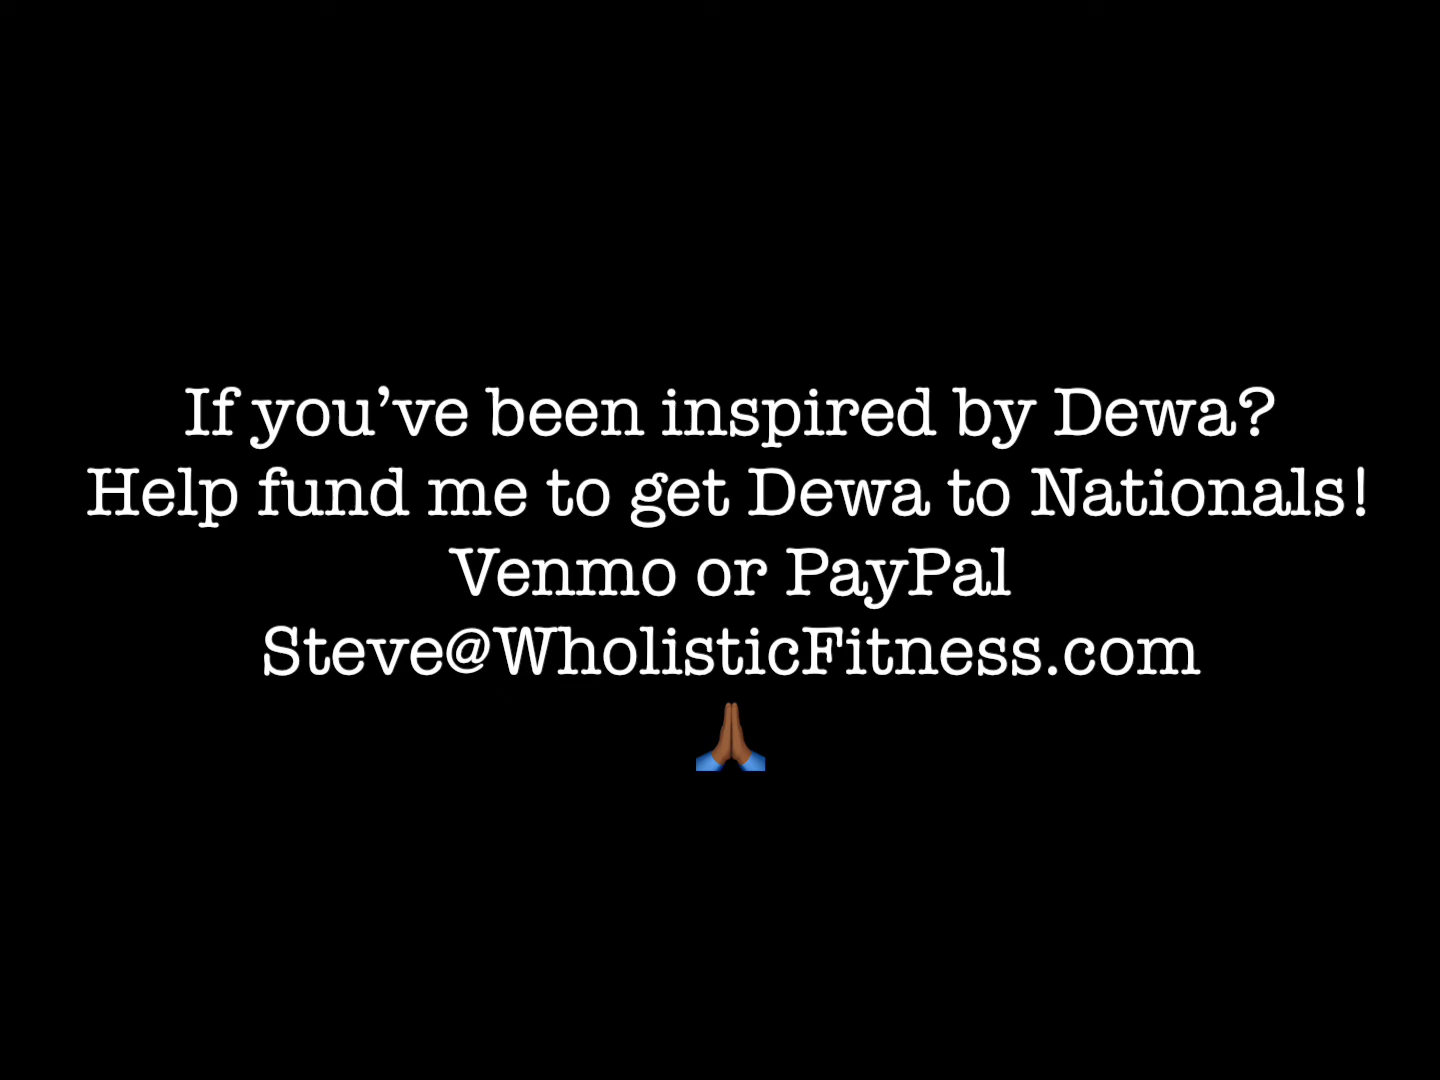 If you’ve been inspired by Dewa?
Help fund me to get Dewa to Nationals!
Venmo or PayPal
Steve@WholisticFitness.com
🙏🏾